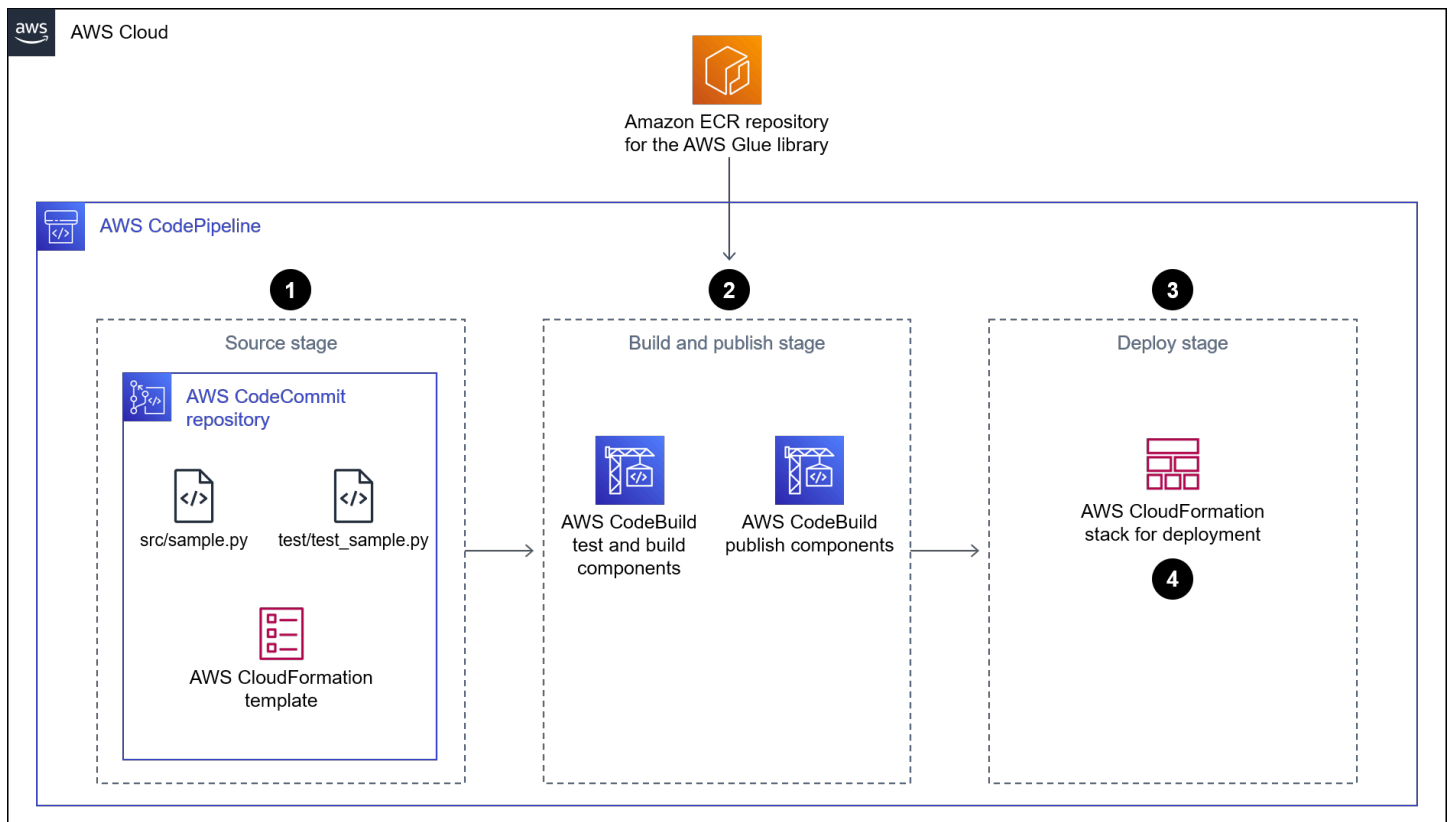 aws
AWS Cloud
Amazon ECR repository
for the AWS Glue library
AWS CodePipeline
1
2
3
Source stage
Build and publish stage
Deploy stage
AWS CodeCommit
repository
src/sample.py
test/test_sample.py
AWS CloudFormation
template
AWS CodeBuild
test and build
components
AWS CodeBuild
publish components
AWS CloudFormation
stack for deployment
4